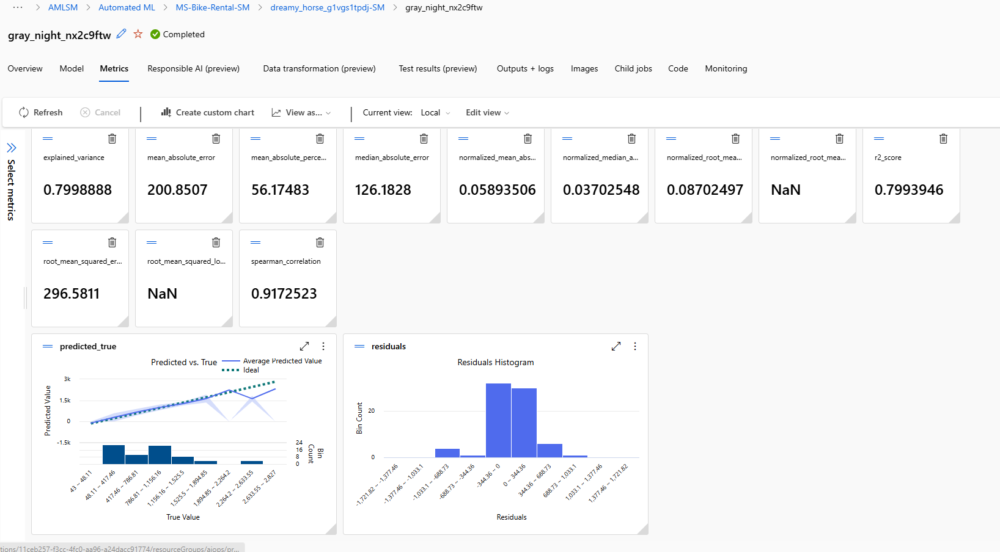 ··· > AMLSM > Automated ML > MS-Bike-Rental-SM > dreamy_horse_g1vgs1tpdj-SM > gray_night_nx2c9ftw
gray_night_nx2c9ftw Completed
Overview Model Metrics Responsible AI (preview) Data transformation (preview) Test results (preview) Outputs + logs Images Child jobs Code Monitoring
Refresh Cancel | Create custom chart View as... | Current view: Local Edit view
Select metrics
explained_variance
0.7998888
mean_absolute_error
200.8507
mean_absolute_perce...
56.17483
median_absolute_error
126.1828
normalized_mean_abs...
0.05893506
normalized_median_a...
0.03702548
normalized_root_mea...
0.08702497
normalized_root_mea...
NaN
r2_score
0.7993946
root_mean_squared_er...
296.5811
root_mean_squared_lo...
NaN
spearman_correlation
0.9172523
predicted_true
Predicted vs. True
Average Predicted Value
Ideal
Predicted Value
3k
1.5k
0
-1.5k
24
16
8
0
Bin
Count
43 ~ 48.11
48.11 ~ 417.46
417.46 ~ 786.81
786.81 ~ 1,156.16
1,156.16 ~ 1,525.5
1,525.5 ~ 1,894.85
1,894.85 ~ 2,264.2
2,264.2 ~ 2,633.55
2,633.55 ~ 2,827
True Value
residuals
Residuals Histogram
Bin Count
20
0
-1,721.82 ~ -1,377.46
-1,377.46 ~ -1,033.1
-1,033.1 ~ -688.73
-688.73 ~ -344.36
-344.36 ~ 0
0 ~ 344.36
344.36 ~ 688.73
688.73 ~ 1,033.1
1,033.1 ~ 1,377.46
1,377.46 ~ 1,721.82
Residuals
tions/11ceb257-f3cc-4fc0-aa96-a24dacc91774/resourceGroups/aiops/pr...